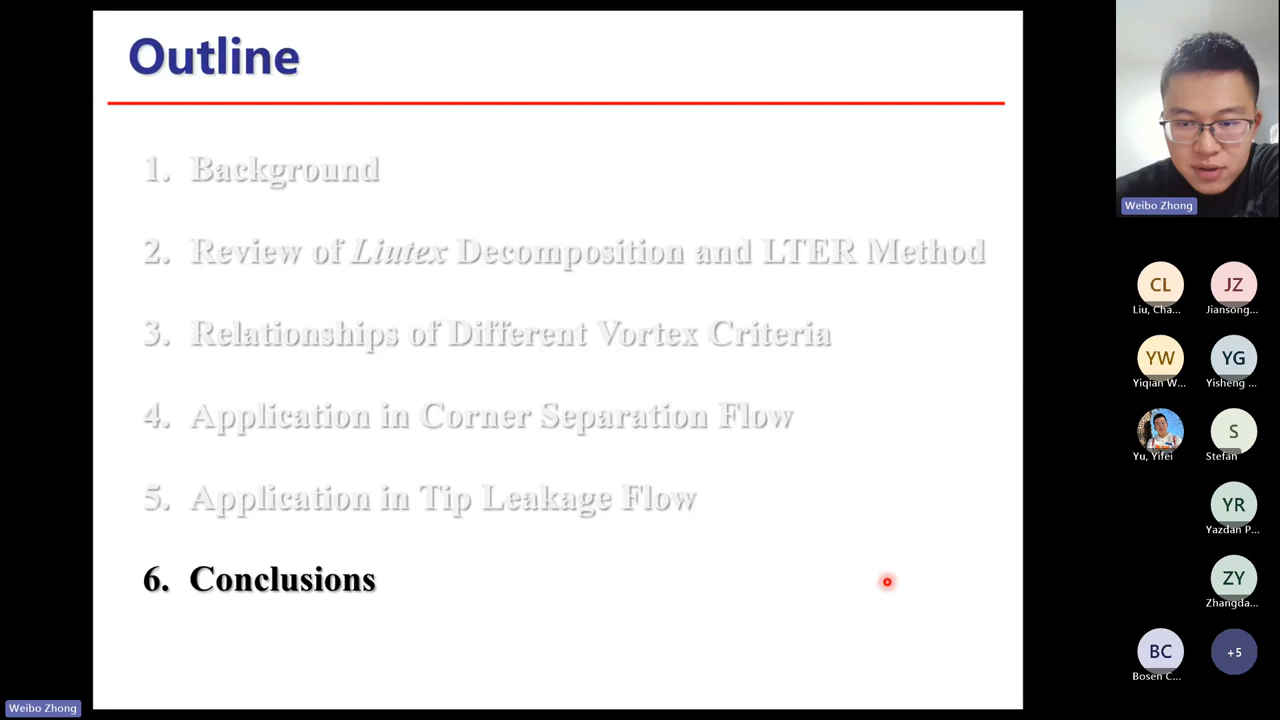 Outline
1. Background
2. Review of Liutex Decomposition and LTER Method
3. Relationships of Different Vortex Criteria
4. Application in Corner Separation Flow
5. Application in Tip Leakage Flow
6. Conclusions
Weibo Zhong
CL
Liu, Cha...
JZ
Jiansong...
YW
Yiqian W...
YG
Yisheng ...
Yu, Yifei
S
Stefan
YR
Yazdan P...
ZY
Zhangda...
BC
Bosen C...
+5
Weibo Zhong